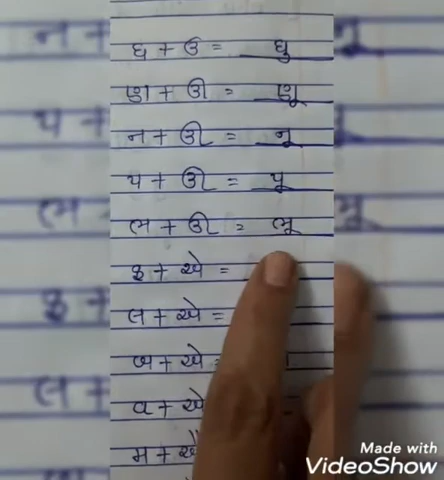 ધ + ઉ = ધુ
ણ + ઊ = ણૂ
ન + ઊ = નૂ
ય + ઊ = યૂ
ભ + ઊ = ભૂ
ફ + એ =
લ + એ =
બ + એ =
વ + એ
મ + એ
Made with
VideoShow